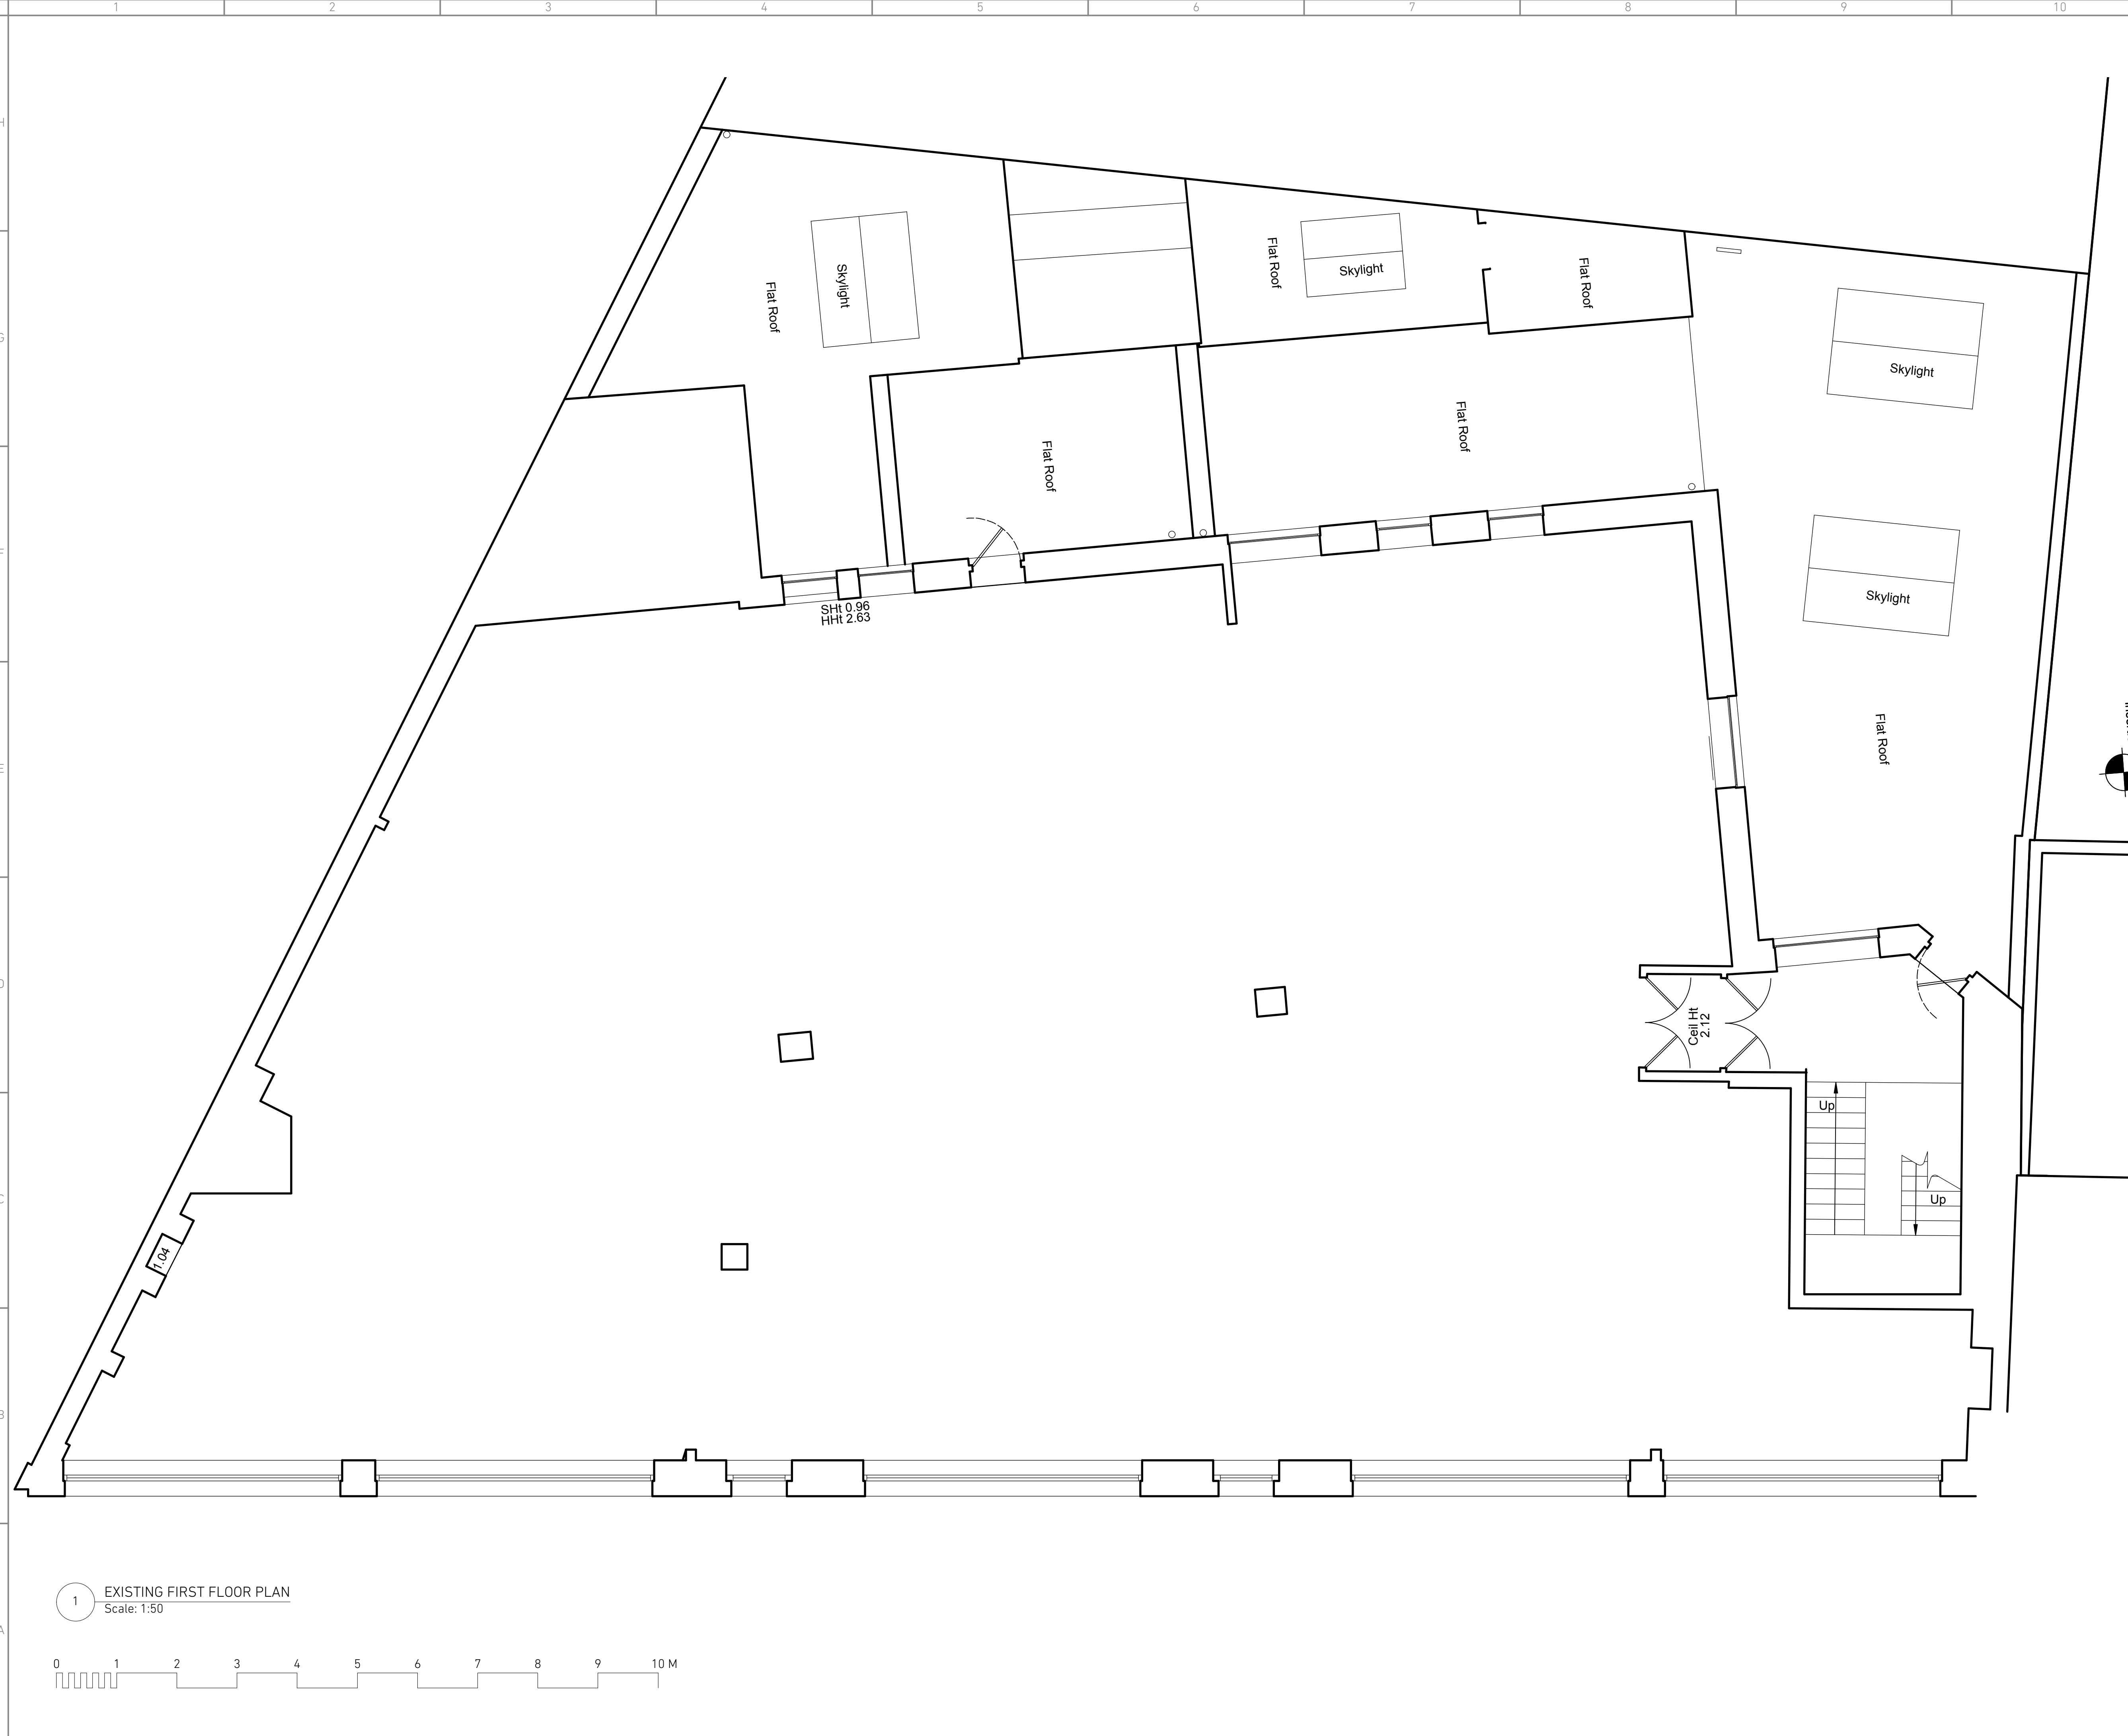 1 2 3 4 5 6 7 8 9 10
H
G
F
E
D
C
B
A
Flat Roof
Skylight
Flat Roof
Skylight
Flat Roof
Skylight
Flat Roof
Flat Roof
Skylight
Flat Roof
SHt 0.96
HHt 2.63
Ceil Ht
2.12
Up
Up
1.04
1
EXISTING FIRST FLOOR PLAN
Scale: 1:50
0 1 2 3 4 5 6 7 8 9 10 M